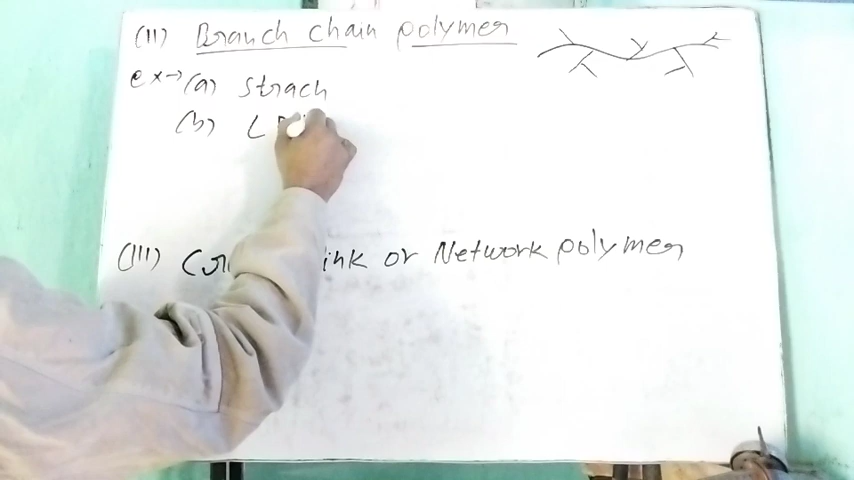 (II) Branch chain polymer
ex→ (a) Strach
(b) L
(III) ink or Network polymer